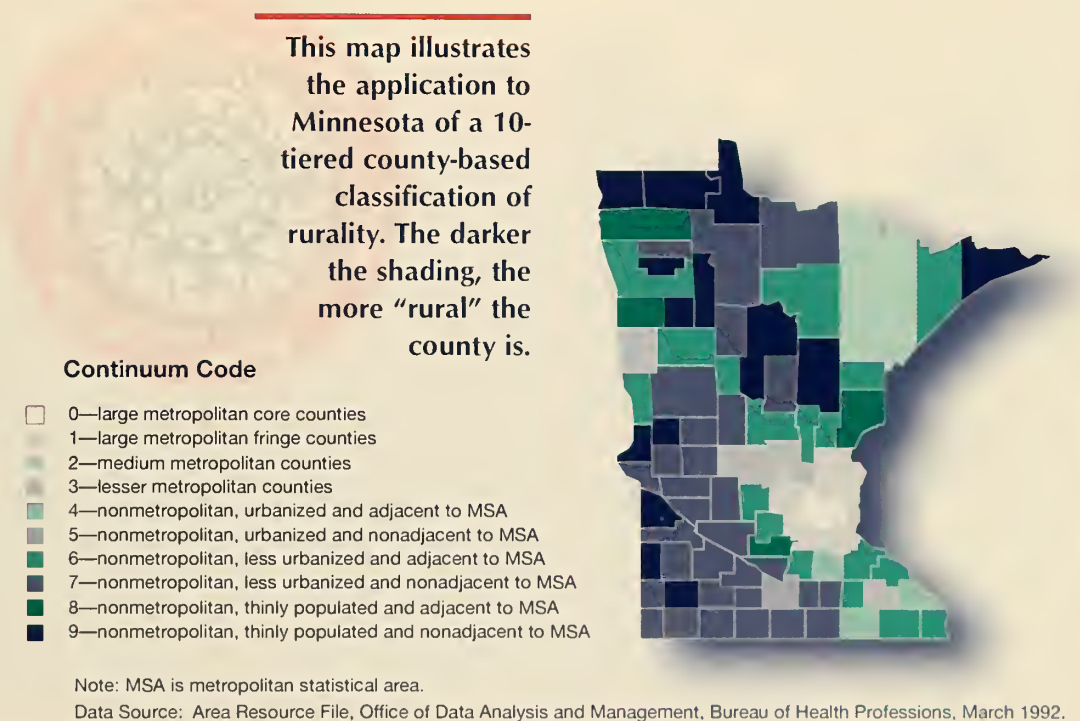 This map illustrates
the application to
Minnesota of a 10-
tiered county-based
classification of
rurality. The darker
the shading, the
more “rural” the
county is.
Continuum Code
0—large metropolitan core counties
1—large metropolitan fringe counties
2—medium metropolitan counties
3—lesser metropolitan counties
4—nonmetropolitan, urbanized and adjacent to MSA
5—nonmetropolitan, urbanized and nonadjacent to MSA
6—nonmetropolitan, less urbanized and adjacent to MSA
7—nonmetropolitan, less urbanized and nonadjacent to MSA
8—nonmetropolitan, thinly populated and adjacent to MSA
9—nonmetropolitan, thinly populated and nonadjacent to MSA
Note: MSA is metropolitan statistical area.
Data Source: Area Resource File, Office of Data Analysis and Management, Bureau of Health Professions, March 1992.